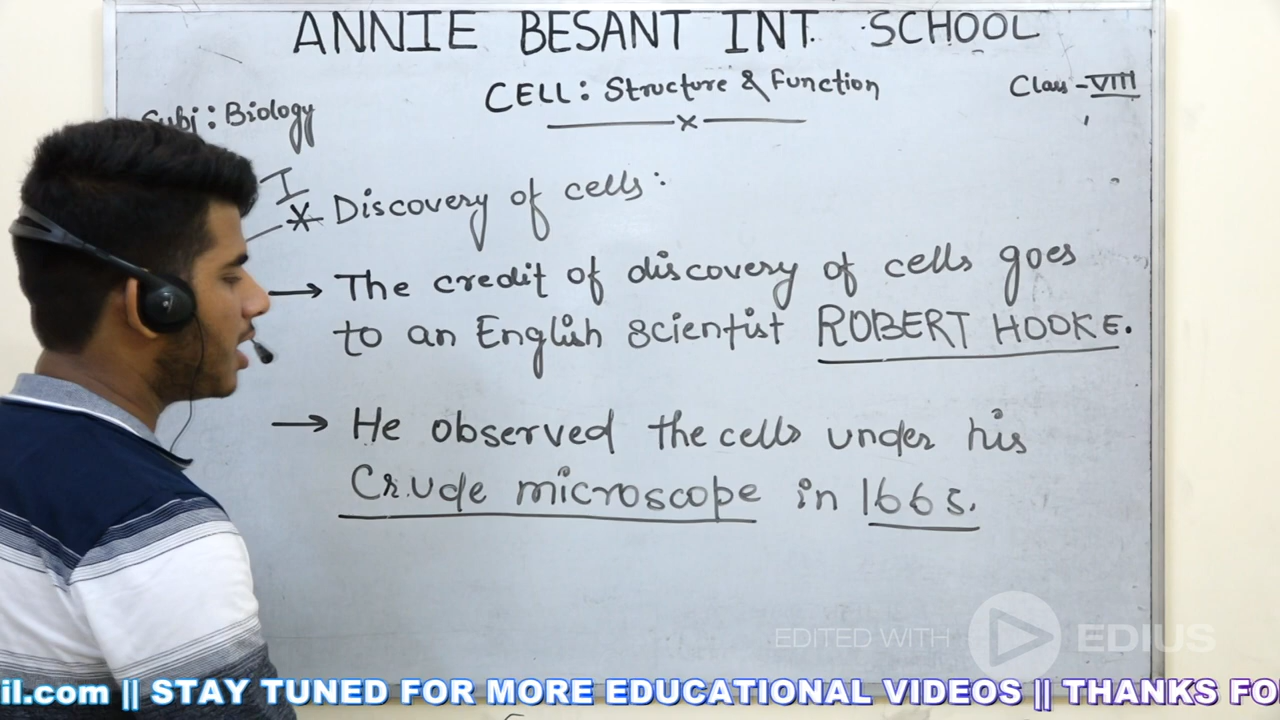 ANNIE BESANT INT. SCHOOL
CELL: Structure & Function
Class - VIII
Subj: Biology
I
* Discovery of cells:
→ The credit of discovery of cells goes
to an English scientist ROBERT HOOKE.
→ He observed the cells under his
Crude microscope in 1665.
EDITED WITH EDIUS
il.com || STAY TUNED FOR MORE EDUCATIONAL VIDEOS || THANKS FO